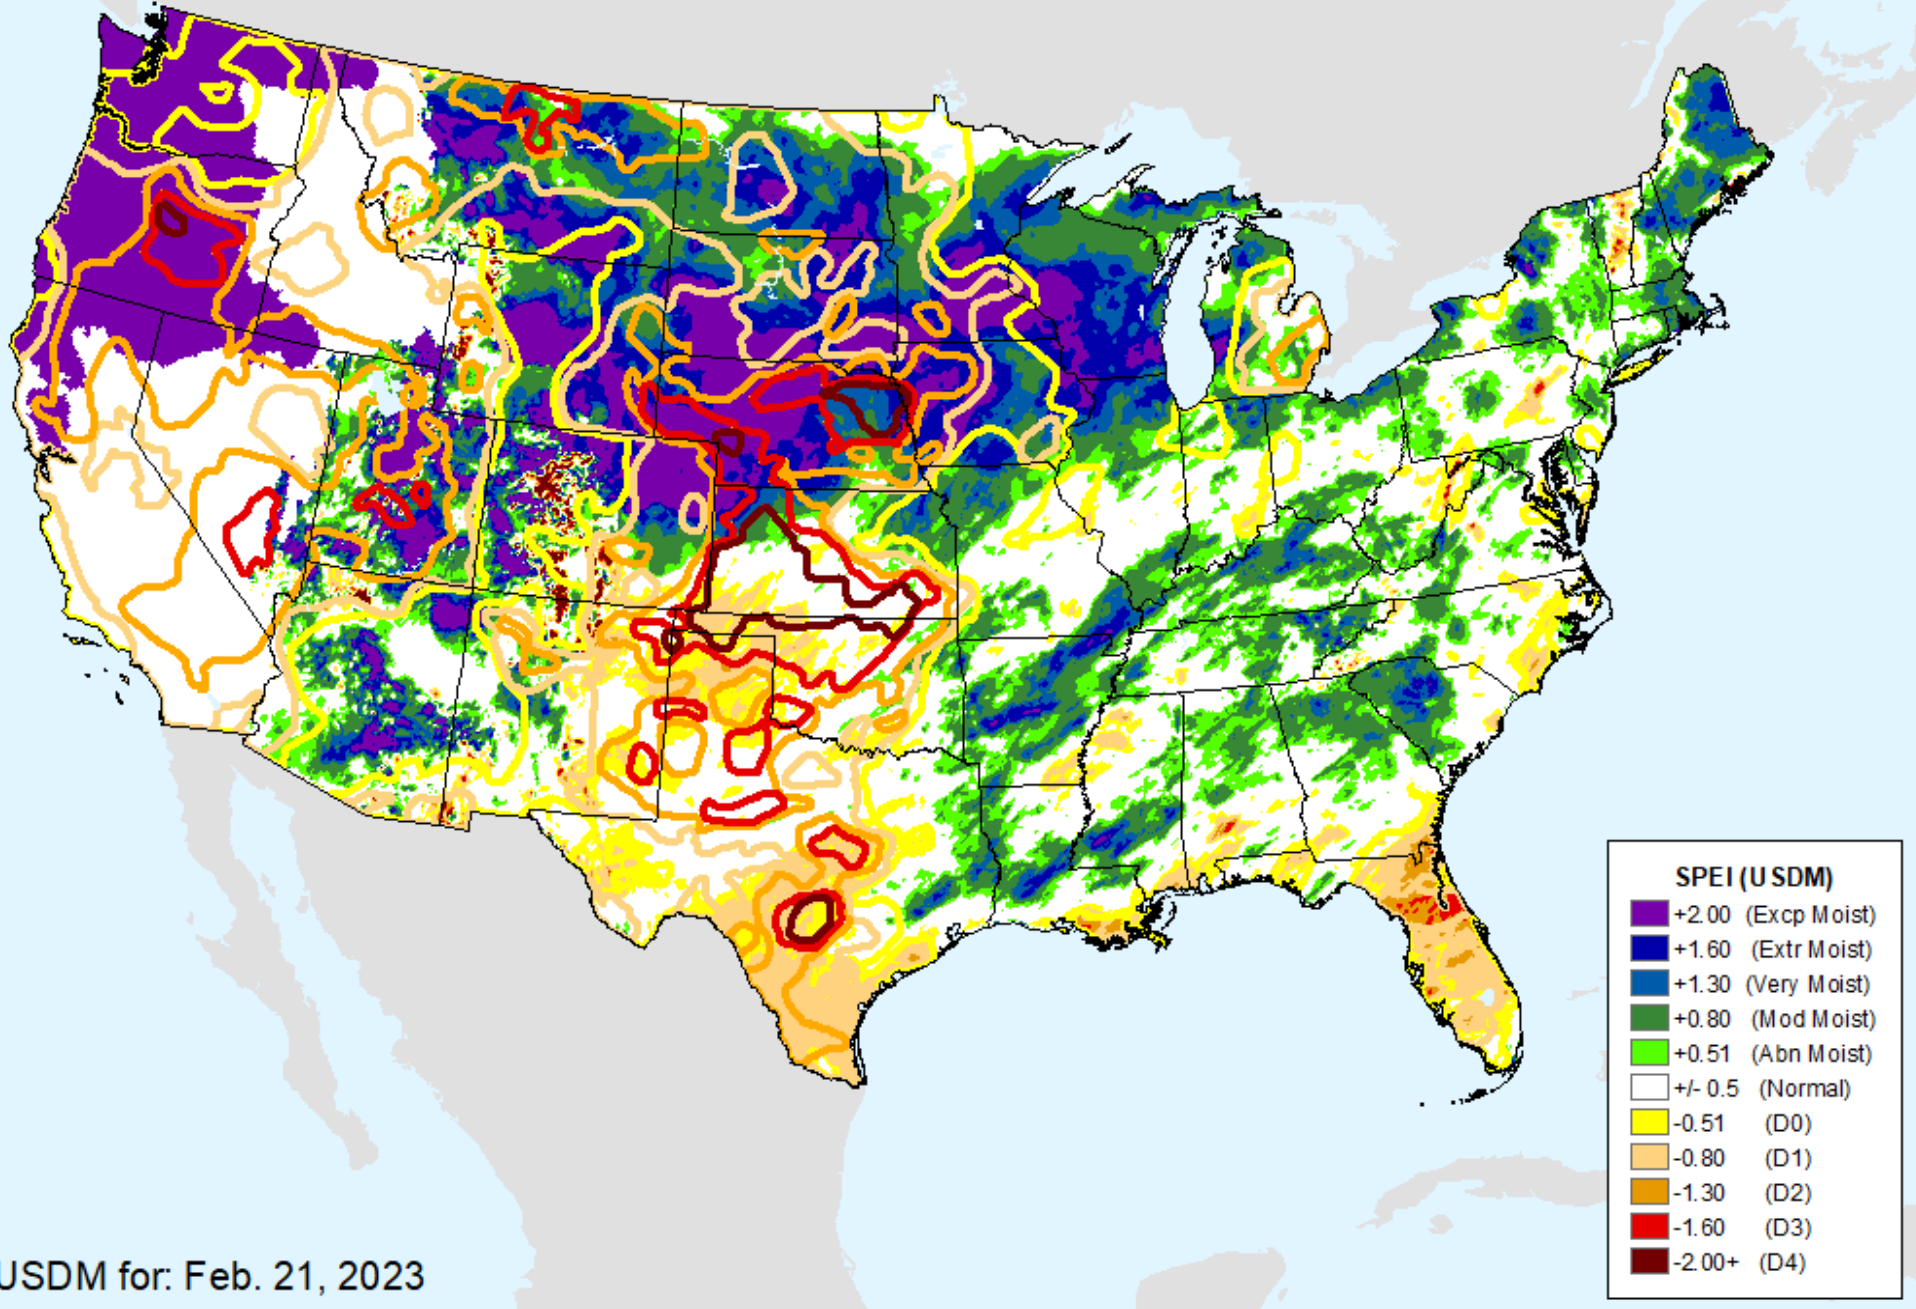 SPEI (USDM)
+2.00 (Excp Moist)
+1.60 (Extr Moist)
+1.30 (Very Moist)
+0.80 (Mod Moist)
+0.51 (Abn Moist)
+/- 0.5 (Normal)
-0.51 (D0)
-0.80 (D1)
-1.30 (D2)
-1.60 (D3)
-2.00+ (D4)
USDM for: Feb. 21, 2023